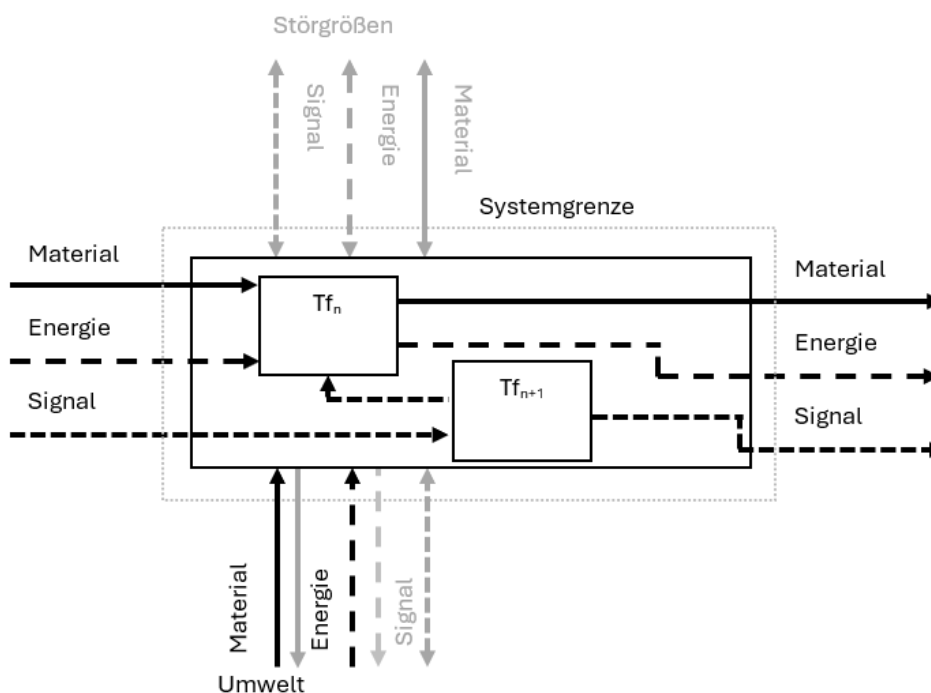 Störgrößen
Signal
Energie
Material
Systemgrenze
Material
Material
Tfₙ
Energie
Energie
Tfₙ₊₁
Signal
Signal
Material
Energie
Signal
Umwelt